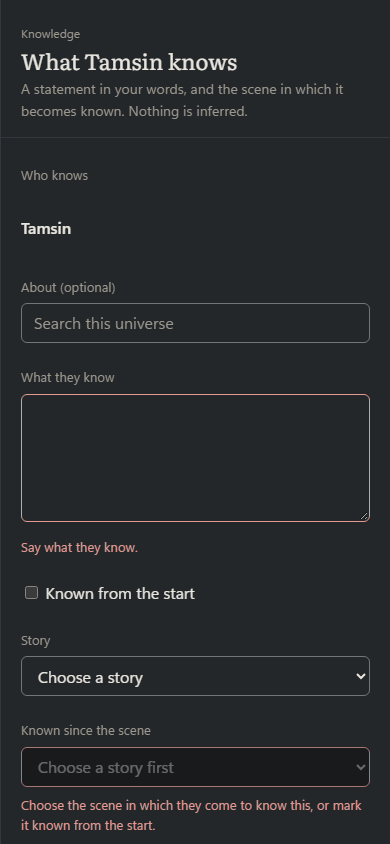 Knowledge
What Tamsin knows
A statement in your words, and the scene in which it
becomes known. Nothing is inferred.
Who knows
Tamsin
About (optional)
Search this universe
What they know
Say what they know.
Known from the start
Story
Choose a story
Known since the scene
Choose a story first
Choose the scene in which they come to know this, or mark
it known from the start.